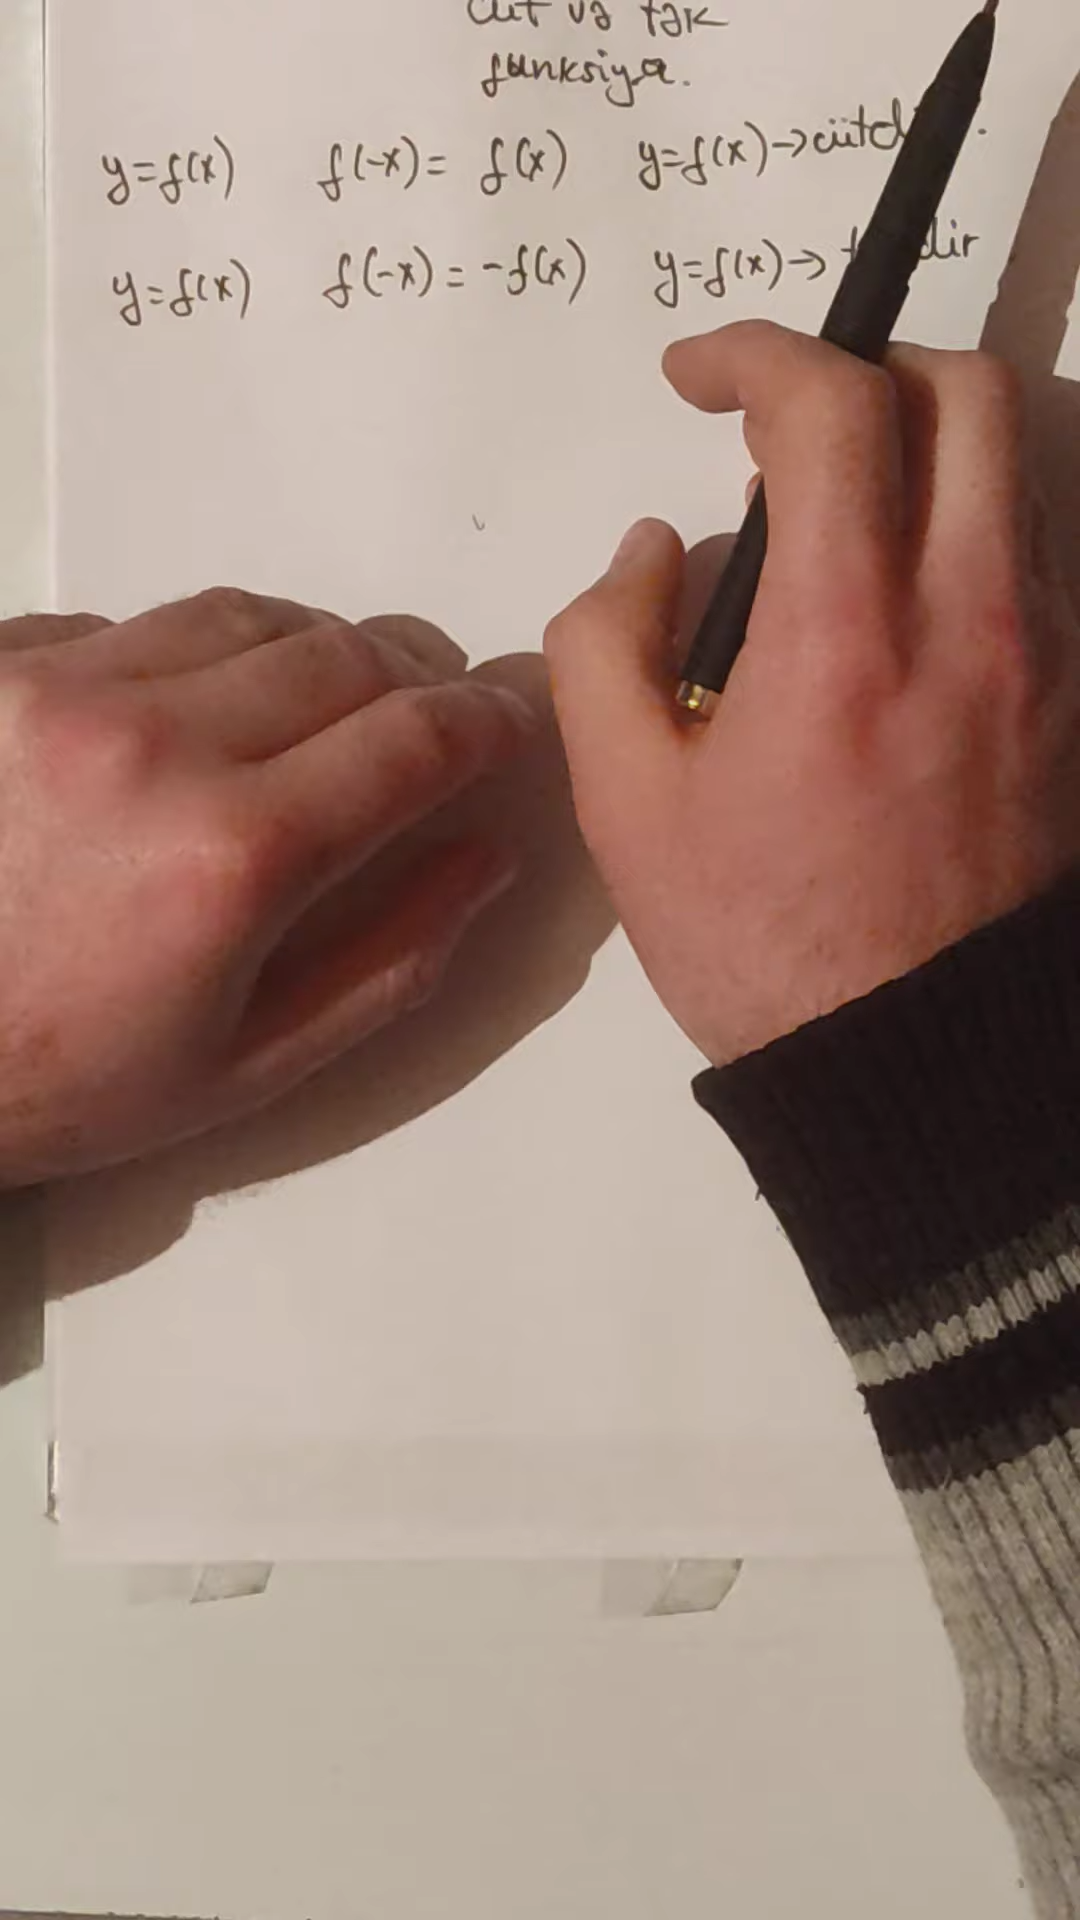 Cüt və tək
funksiya.
y=f(x) f(-x)= f(x) y=f(x)→cütd .
y=f(x) f(-x) = -f(x) y=f(x)→ t dir